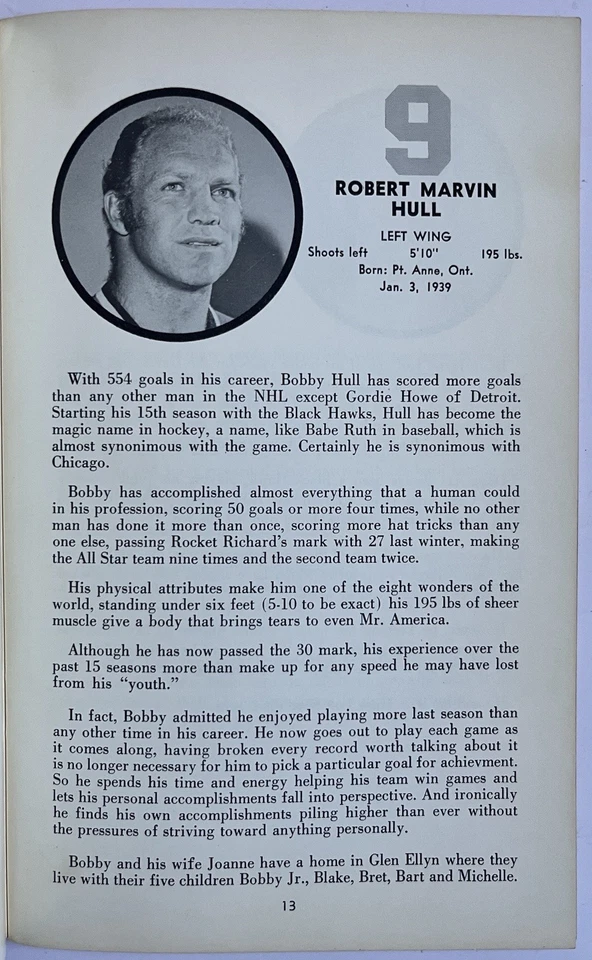 9
ROBERT MARVIN
HULL
LEFT WING
Shoots left 5'10" 195 lbs.
Born: Pt. Anne, Ont.
Jan. 3, 1939
With 554 goals in his career, Bobby Hull has scored more goals
than any other man in the NHL except Gordie Howe of Detroit.
Starting his 15th season with the Black Hawks, Hull has become the
magic name in hockey, a name, like Babe Ruth in baseball, which is
almost synonimous with the game. Certainly he is synonimous with
Chicago.
Bobby has accomplished almost everything that a human could
in his profession, scoring 50 goals or more four times, while no other
man has done it more than once, scoring more hat tricks than any
one else, passing Rocket Richard's mark with 27 last winter, making
the All Star team nine times and the second team twice.
His physical attributes make him one of the eight wonders of the
world, standing under six feet (5-10 to be exact) his 195 lbs of sheer
muscle give a body that brings tears to even Mr. America.
Although he has now passed the 30 mark, his experience over the
past 15 seasons more than make up for any speed he may have lost
from his "youth."
In fact, Bobby admitted he enjoyed playing more last season than
any other time in his career. He now goes out to play each game as
it comes along, having broken every record worth talking about it
is no longer necessary for him to pick a particular goal for achievment.
So he spends his time and energy helping his team win games and
lets his personal accomplishments fall into perspective. And ironically
he finds his own accomplishments piling higher than ever without
the pressures of striving toward anything personally.
Bobby and his wife Joanne have a home in Glen Ellyn where they
live with their five children Bobby Jr., Blake, Bret, Bart and Michelle.
13